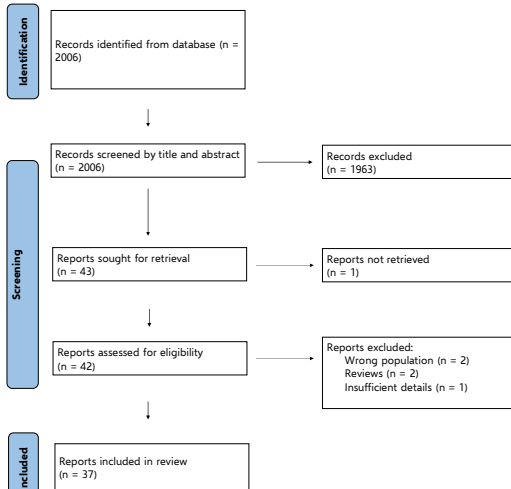 Identification
Records identified from database (n =
2006)
Records screened by title and abstract
(n = 2006)
Records excluded
(n = 1963)
Screening
Reports sought for retrieval
(n = 43)
Reports not retrieved
(n = 1)
Reports assessed for eligibility
(n = 42)
Reports excluded:
Wrong population (n = 2)
Reviews (n = 2)
Insufficient details (n = 1)
ncluded
Reports included in review
(n = 37)